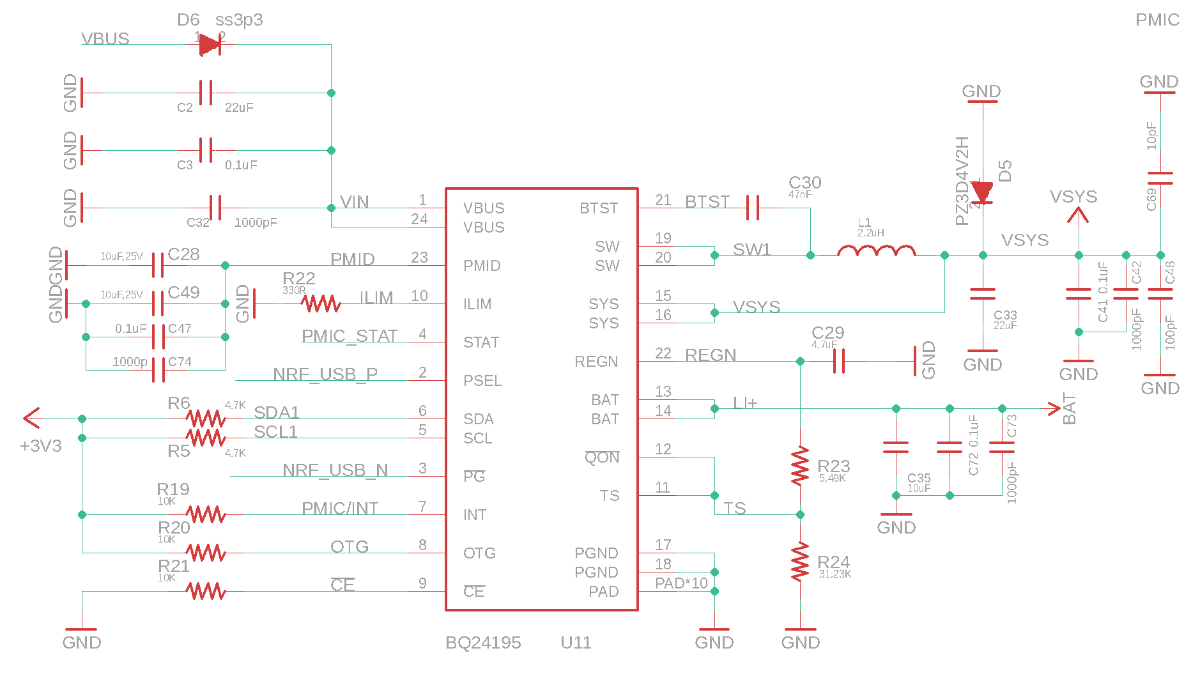 D6 ss3p3
PMIC
VBUS
1 2
GND
C2 22uF
GND
C3 0.1uF
GND
C32 1000pF
VIN
1
VBUS
24
VBUS
10uF,25V C28
GND
PMID
23
PMID
R22
330R
10uF,25V C49
GND
GND
ILIM
10
ILIM
0.1uF C47
PMIC_STAT
4
STAT
1000p C74
NRF_USB_P
2
PSEL
R6 4.7K
SDA1
6
SDA
+3V3
SCL1
5
SCL
R5 4.7K
NRF_USB_N
3
PG
R19
10K
PMIC/INT
7
INT
R20
10K
OTG
8
OTG
R21
10K
CE
9
CE
GND
BQ24195 U11
BTST
21
BTST
C30
47nF
SW
19
SW
20
SW1
L1
2.2uH
SYS
15
SYS
16
VSYS
REGN
22
REGN
C29
4.7uF
GND
BAT
13
BAT
14
LI+
QON
12
TS
11
TS
R23
5.49K
R24
31.23K
PGND
17
PGND
18
PAD
PAD*10
GND
GND
GND
PZ3D4V2H
D5
VSYS
VSYS
GND
10pF
C69
C33
22uF
GND
C41 0.1uF
C42
1000pF
GND
C48
100pF
GND
BAT
C35
10uF
C72 0.1uF
C73
1000pF
GND